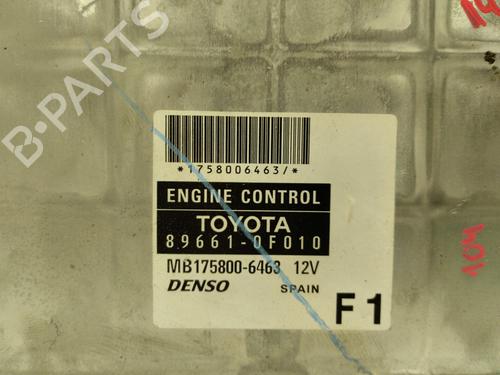 *1758006463/*
ENGINE CONTROL
TOYOTA
89661-0F010
MB175800-6463 12V
DENSO SPAIN
F1
B-PARTS